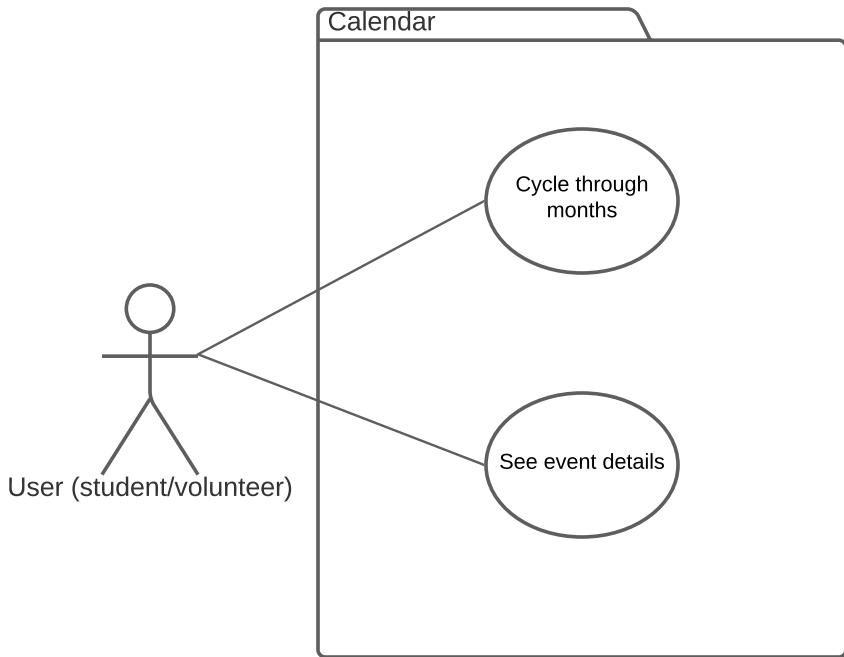 Calendar
Cycle through
months
See event details
User (student/volunteer)